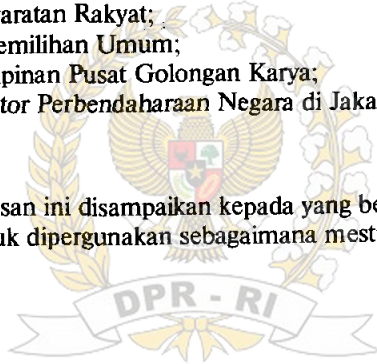 aratan Rakyat;
emilihan Umum;
pinan Pusat Golongan Karya;
tor Perbendaharaan Negara di Jaka
san ini disampaikan kepada yang be
uk dipergunakan sebagaimana mest
DPR - RI